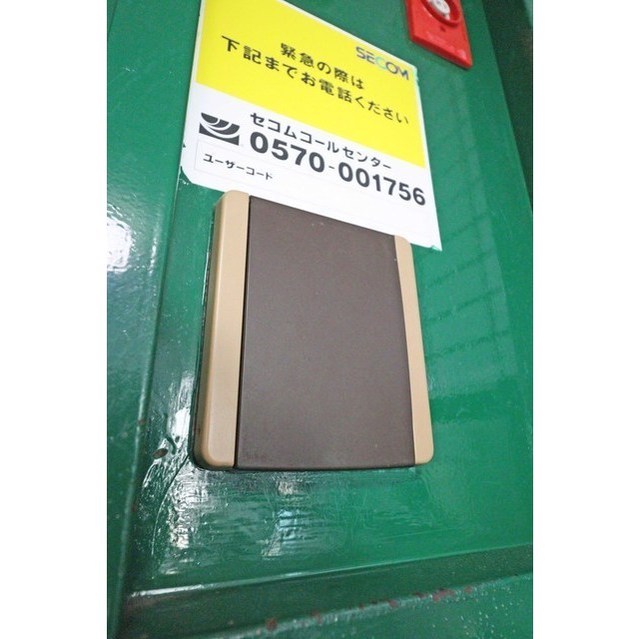 SECOM
緊急の際は
下記までお電話ください
セコムコールセンター
0570-001756
ユーザーコード